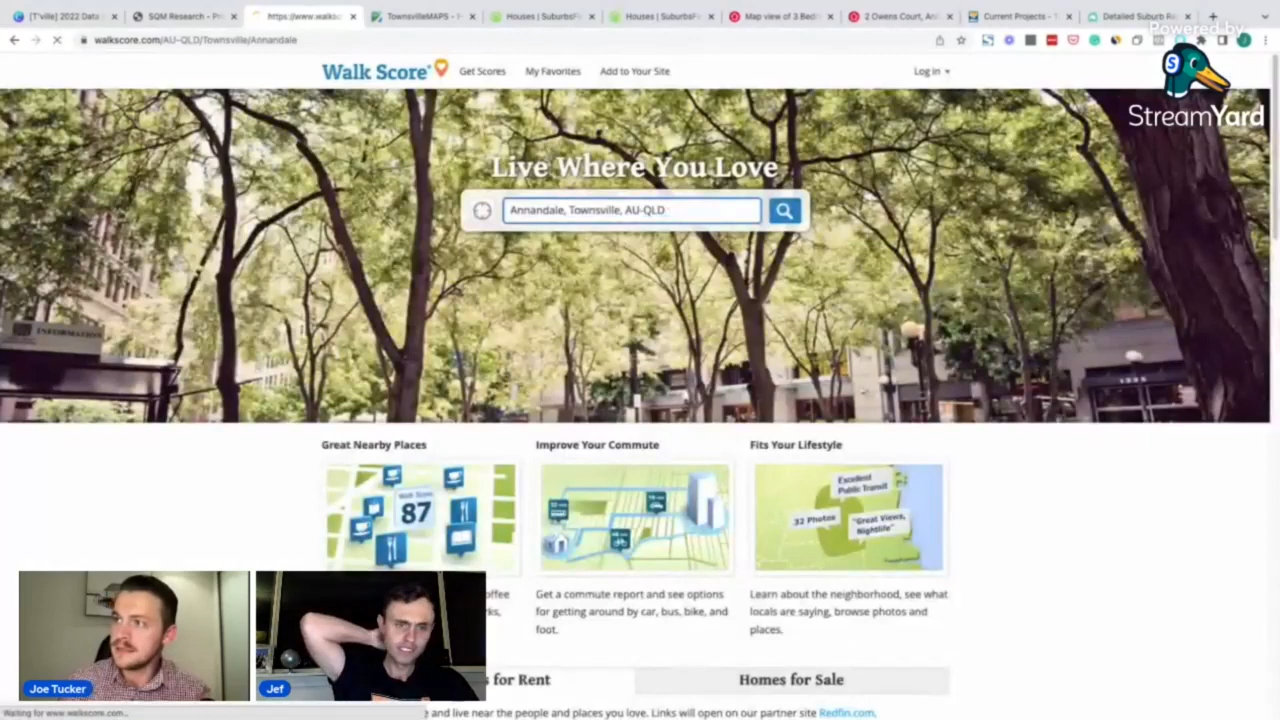 [T'ville] 2022 Data
SQM Research - Pr
https://www.walksc
TownsvilleMAPS - H
Houses | SuburbsF
Houses | SuburbsF
Map view of 3 Bed
2 Owens Court, An
Current Projects - T
Detailed Suburb R
walkscore.com/AU-QLD/Townsville/Annandale
Powered by
StreamYard
Walk Score
Get Scores
My Favorites
Add to Your Site
Log in
Live Where You Love
Annandale, Townsville, AU-QLD
INFORMATION
Great Nearby Places
Improve Your Commute
Fits Your Lifestyle
Walk Score
87
Excellent
Public Transit
32 Photos
"Great Views,
Nightlife"
offee
rks,
Get a commute report and see options
for getting around by car, bus, bike, and
foot.
Learn about the neighborhood, see what
locals are saying, browse photos and
places.
Joe Tucker
Jef
s for Rent
Homes for Sale
and live near the people and places you love. Links will open on our partner site Redfin.com.
Waiting for www.walkscore.com...